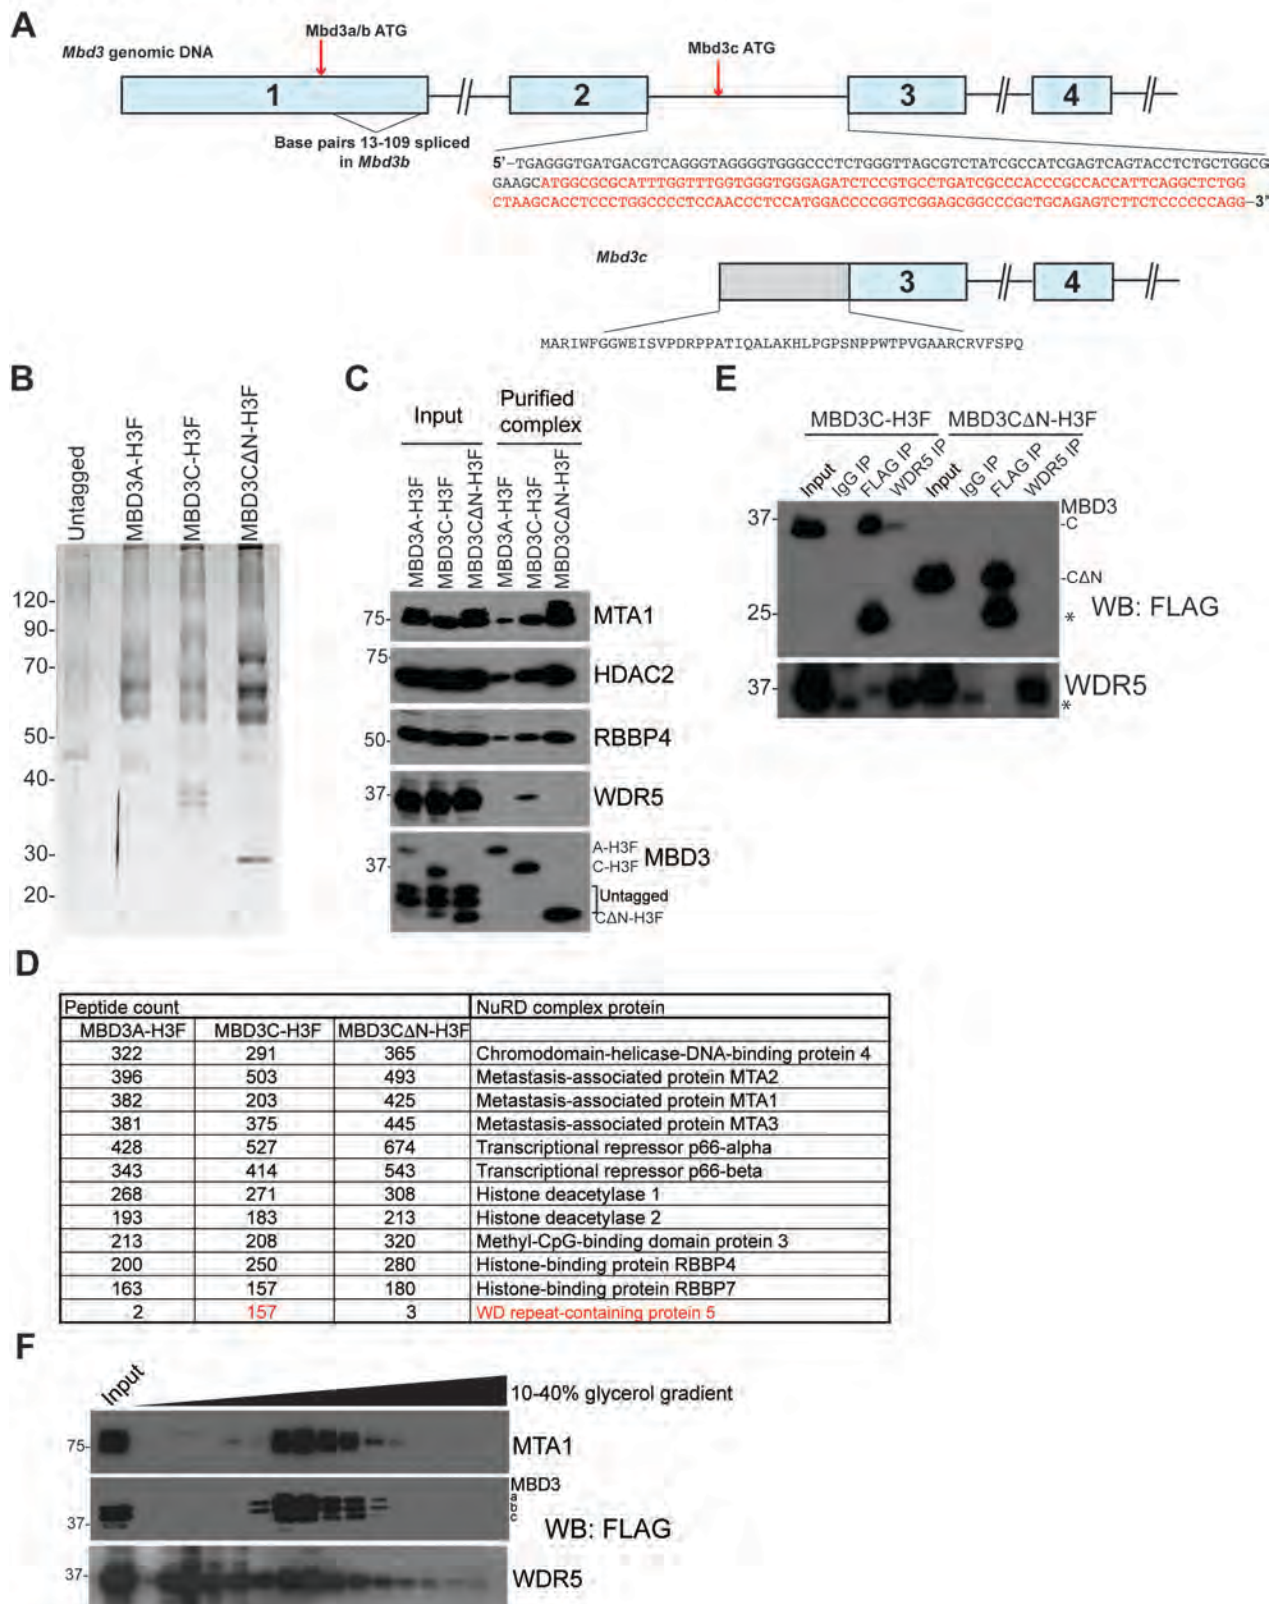 A
Mbd3 genomic DNA
Mbd3a/b ATG
Mbd3c ATG
1
2
3
4
Base pairs 13-109 spliced
in Mbd3b
5'-TGAGGGTGATGACGTCAGGGTAGGGGTGGGCCCTCTGGGTTAGCGTCTATCGCCATCGAGTCAGTACCTCTGCTGGCG
GAAGCATGGCGCGCATTTGGTTTGGTGGGTGGGAGATCTCCGTGCCTGATCGCCCACCCGCCACCATTCAGGCTCTGG
CTAAGCACCTCCCTGGCCCCTCCAACCCTCCATGGACCCCGGTCGGAGCGGCCCGCTGCAGAGTCTTCTCCCCCCAGG-3'
Mbd3c
3
4
MARIWFGGWEISVPDRPPATIQALAKHLPGPSNPPWTPVGAARCRVFSPQ
B
Untagged
MBD3A-H3F
MBD3C-H3F
MBD3CΔN-H3F
120-
90-
70-
50-
40-
30-
20-
C
Input
Purified
complex
MBD3A-H3F
MBD3C-H3F
MBD3CΔN-H3F
MBD3A-H3F
MBD3C-H3F
MBD3CΔN-H3F
75-
MTA1
75-
HDAC2
50-
RBBP4
37-
WDR5
37-
A-H3F
C-H3F
MBD3
Untagged
CΔN-H3F
E
MBD3C-H3F
MBD3CΔN-H3F
Input
IgG IP
FLAG IP
WDR5 IP
Input
IgG IP
FLAG IP
WDR5 IP
37-
MBD3
-C
-CΔN
25-
*
WB: FLAG
37-
WDR5
*
D
Peptide count NuRD complex protein
MBD3A-H3F MBD3C-H3F MBD3CΔN-H3F
322 291 365 Chromodomain-helicase-DNA-binding protein 4
396 503 493 Metastasis-associated protein MTA2
382 203 425 Metastasis-associated protein MTA1
381 375 445 Metastasis-associated protein MTA3
428 527 674 Transcriptional repressor p66-alpha
343 414 543 Transcriptional repressor p66-beta
268 271 308 Histone deacetylase 1
193 183 213 Histone deacetylase 2
213 208 320 Methyl-CpG-binding domain protein 3
200 250 280 Histone-binding protein RBBP4
163 157 180 Histone-binding protein RBBP7
2 157 3 WD repeat-containing protein 5
F
Input
10-40% glycerol gradient
75-
MTA1
MBD3
a
b
c
37-
WB: FLAG
37-
WDR5